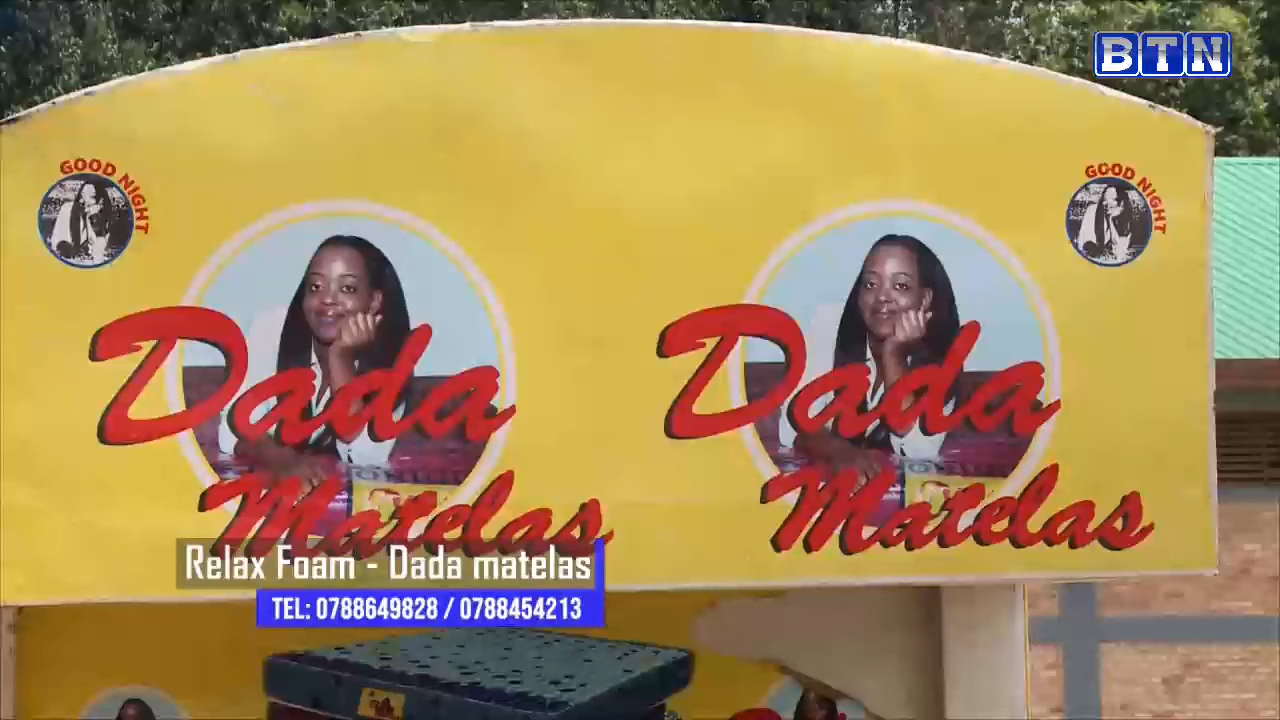 BTN
GOOD NIGHT
GOOD NIGHT
Dada
Matelas
Dada
Matelas
Relax Foam - Dada matelas
TEL: 0788649828 / 0788454213